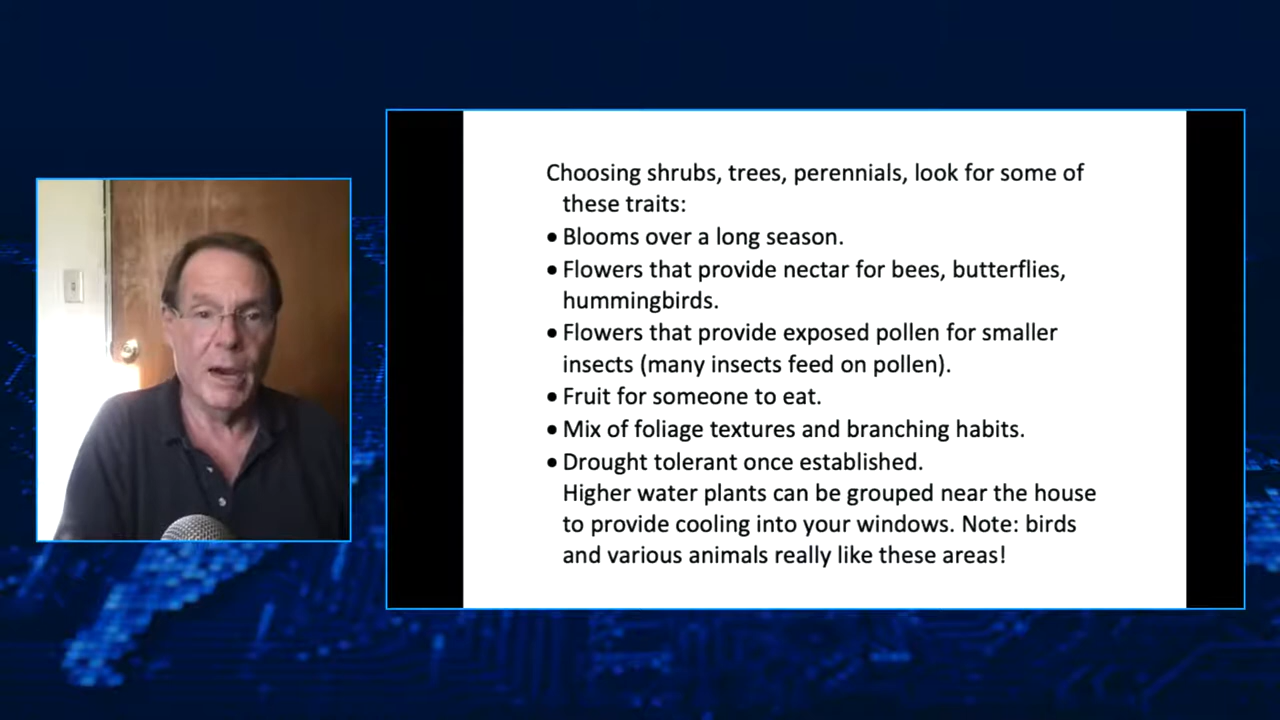 Choosing shrubs, trees, perennials, look for some of
these traits:
• Blooms over a long season.
• Flowers that provide nectar for bees, butterflies,
hummingbirds.
• Flowers that provide exposed pollen for smaller
insects (many insects feed on pollen).
• Fruit for someone to eat.
• Mix of foliage textures and branching habits.
• Drought tolerant once established.
Higher water plants can be grouped near the house
to provide cooling into your windows. Note: birds
and various animals really like these areas!